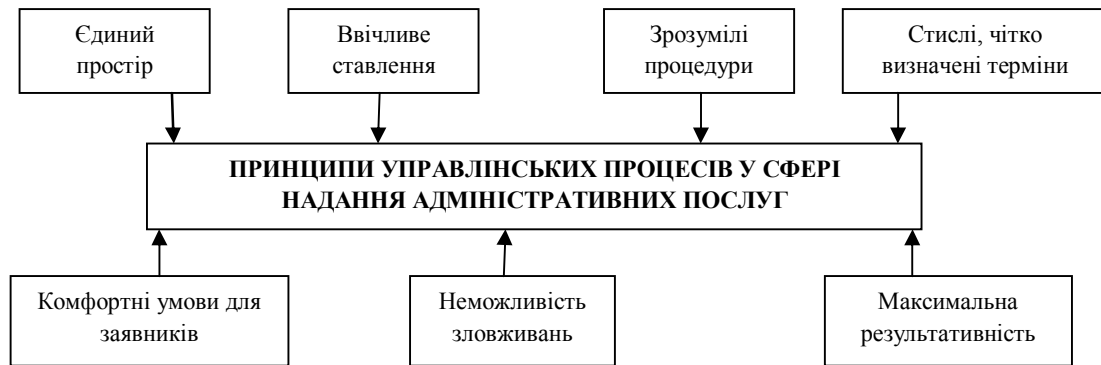 Єдиний
простір
Ввічливе
ставлення
Зрозумілі
процедури
Стислі, чітко
визначені терміни
ПРИНЦИПИ УПРАВЛІНСЬКИХ ПРОЦЕСІВ У СФЕРІ
НАДАННЯ АДМІНІСТРАТИВНИХ ПОСЛУГ
Комфортні умови для
заявників
Неможливість
зловживань
Максимальна
результативність